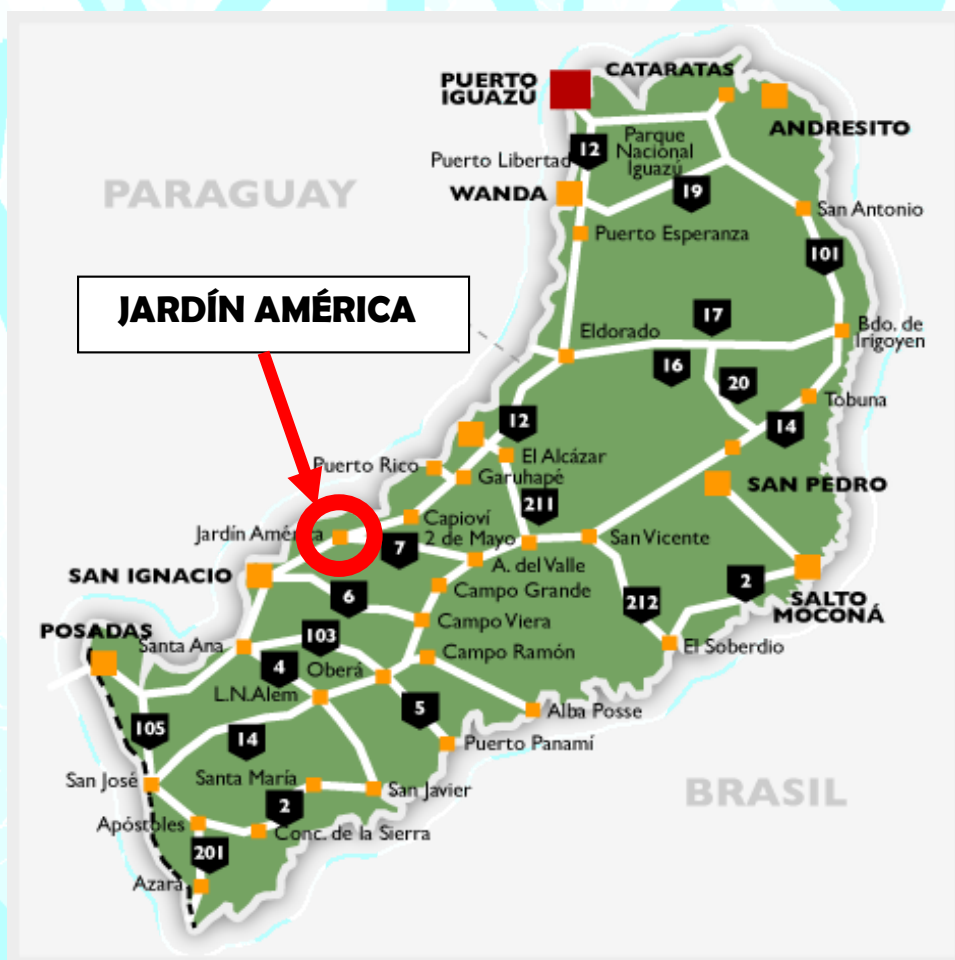 CATARATAS
PUERTO
IGUAZÚ
ANDRESITO
12
Parque
Nacional
Iguazú
Puerto Libertad
PARAGUAY
WANDA
19
San Antonio
Puerto Esperanza
101
JARDÍN AMÉRICA
17
Eldorado
Bdo. de
Irigoyen
16
20
Tobuna
12
14
El Alcázar
Puerto Rico
Garuhapé
SAN PEDRO
211
Capioví
Jardín América
2 de Mayo
San Vicente
7
A. del Valle
SAN IGNACIO
Campo Grande
2
6
212
SALTO
MOCONÁ
Campo Viera
POSADAS
103
Santa Ana
El Soberdio
Campo Ramón
4
Oberá
L.N.Alem
5
Alba Posse
105
14
Puerto Panamí
San José
Santa María
San Javier
BRASIL
2
Apóstoles
Conc. de la Sierra
201
Azará